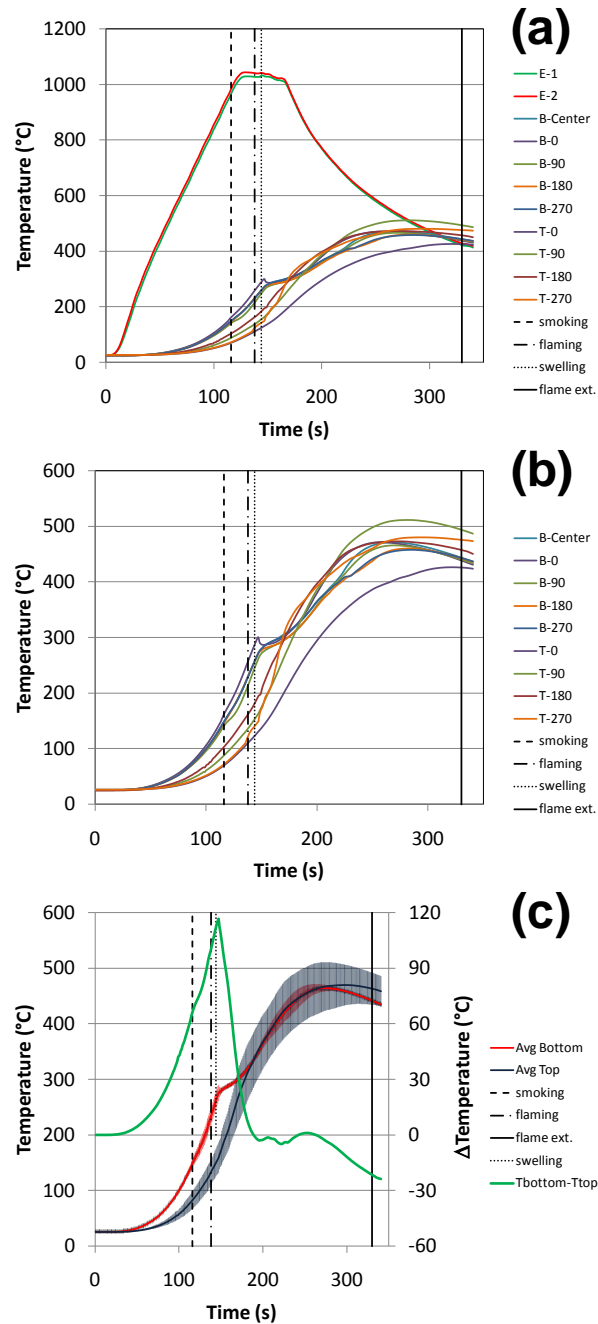 (a)
1200
1000
800
600
400
200
0
Temperature (°C)
0 100 200 300
Time (s)
E-1
E-2
B-Center
B-0
B-90
B-180
B-270
T-0
T-90
T-180
T-270
smoking
flaming
swelling
flame ext.
(b)
600
500
400
300
200
100
0
Temperature (°C)
0 100 200 300
Time (s)
B-Center
B-0
B-90
B-180
B-270
T-0
T-90
T-180
T-270
smoking
flaming
swelling
flame ext.
(c)
600
500
400
300
200
100
0
Temperature (°C)
0 100 200 300
Time (s)
120
90
60
30
0
-30
-60
ΔTemperature (°C)
Avg Bottom
Avg Top
smoking
flaming
flame ext.
swelling
Tbottom-Ttop